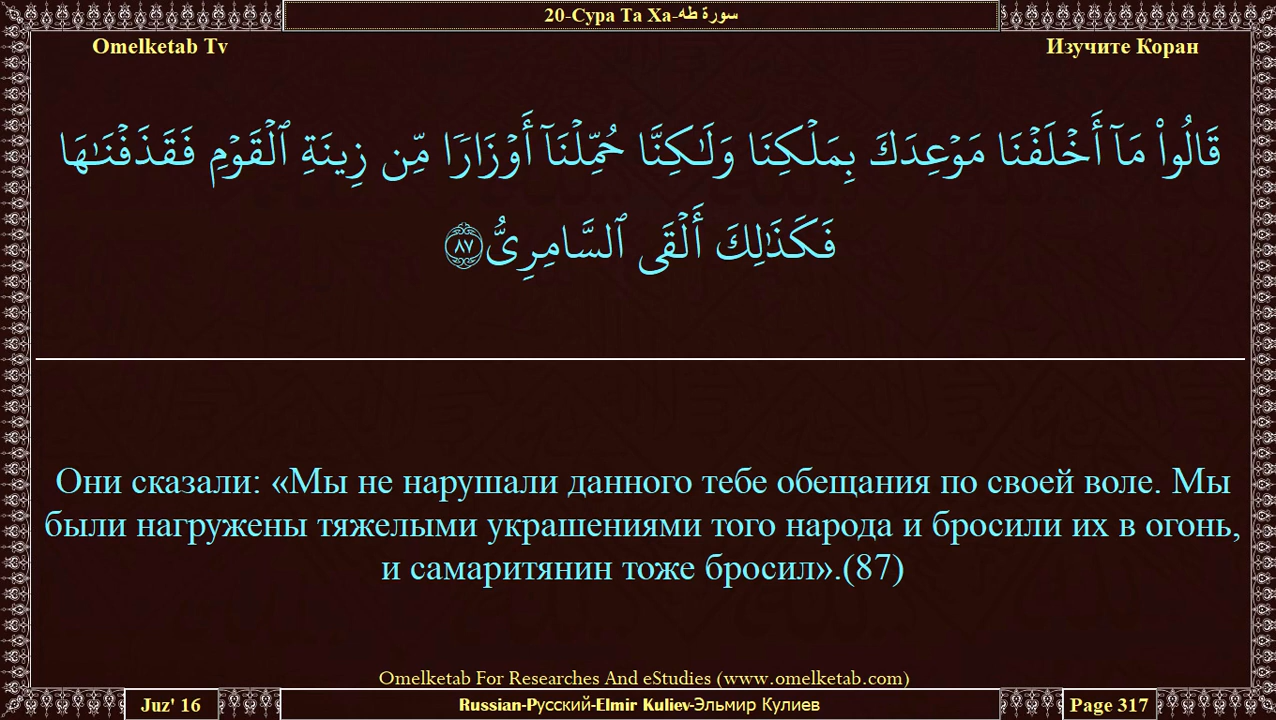 20-Сура Та Ха-سورة طه
Omelketab Tv
Изучите Коран
قَالُوا۟ مَآ أَخْلَفْنَا مَوْعِدَكَ بِمَلْكِنَا وَلَـٰكِنَّا حُمِّلْنَآ أَوْزَارًا مِّن زِينَةِ ٱلْقَوْمِ فَقَذَفْنَـٰهَا
فَكَذَٰلِكَ أَلْقَى ٱلسَّامِرِىُّ ﴿٨٧﴾
Они сказали: «Мы не нарушали данного тебе обещания по своей воле. Мы
были нагружены тяжелыми украшениями того народа и бросили их в огонь,
и самаритянин тоже бросил».(87)
Omelketab For Researches And eStudies (www.omelketab.com)
Juz' 16
Russian-Русский-Elmir Kuliev-Эльмир Кулиев
Page 317